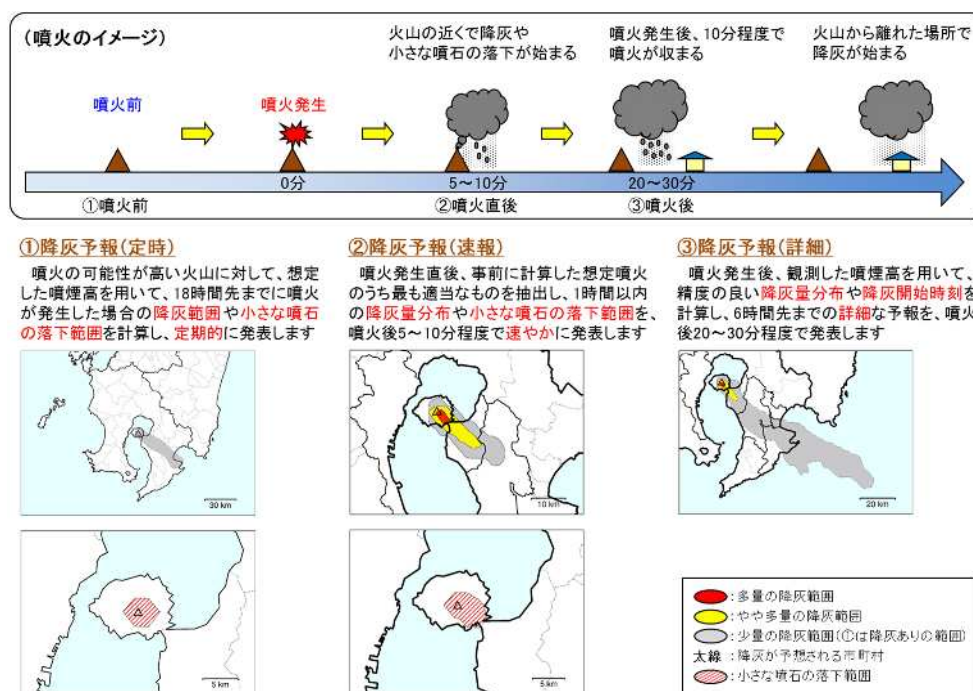 (噴火のイメージ)
火山の近くで降灰や
小さな噴石の落下が始まる
噴火発生後、10分程度で
噴火が収まる
火山から離れた場所で
降灰が始まる
噴火前
噴火発生
0分
5～10分
20～30分
①噴火前
②噴火直後
③噴火後
①降灰予報(定時)
噴火の可能性が高い火山に対して、想定
した噴煙高を用いて、18時間先までに噴火
が発生した場合の降灰範囲や小さな噴石
の落下範囲を計算し、定期的に発表します
30 km
5 km
②降灰予報(速報)
噴火発生直後、事前に計算した想定噴火
のうち最も適当なものを抽出し、1時間以内
の降灰量分布や小さな噴石の落下範囲を、
噴火後5～10分程度で速やかに発表します
10 km
5 km
③降灰予報(詳細)
噴火発生後、観測した噴煙高を用いて、
精度の良い降灰量分布や降灰開始時刻を
計算し、6時間先までの詳細な予報を、噴火
後20～30分程度で発表します
20 km
:多量の降灰範囲
:やや多量の降灰範囲
:少量の降灰範囲(①は降灰ありの範囲)
太線 :降灰が予想される市町村
:小さな噴石の落下範囲